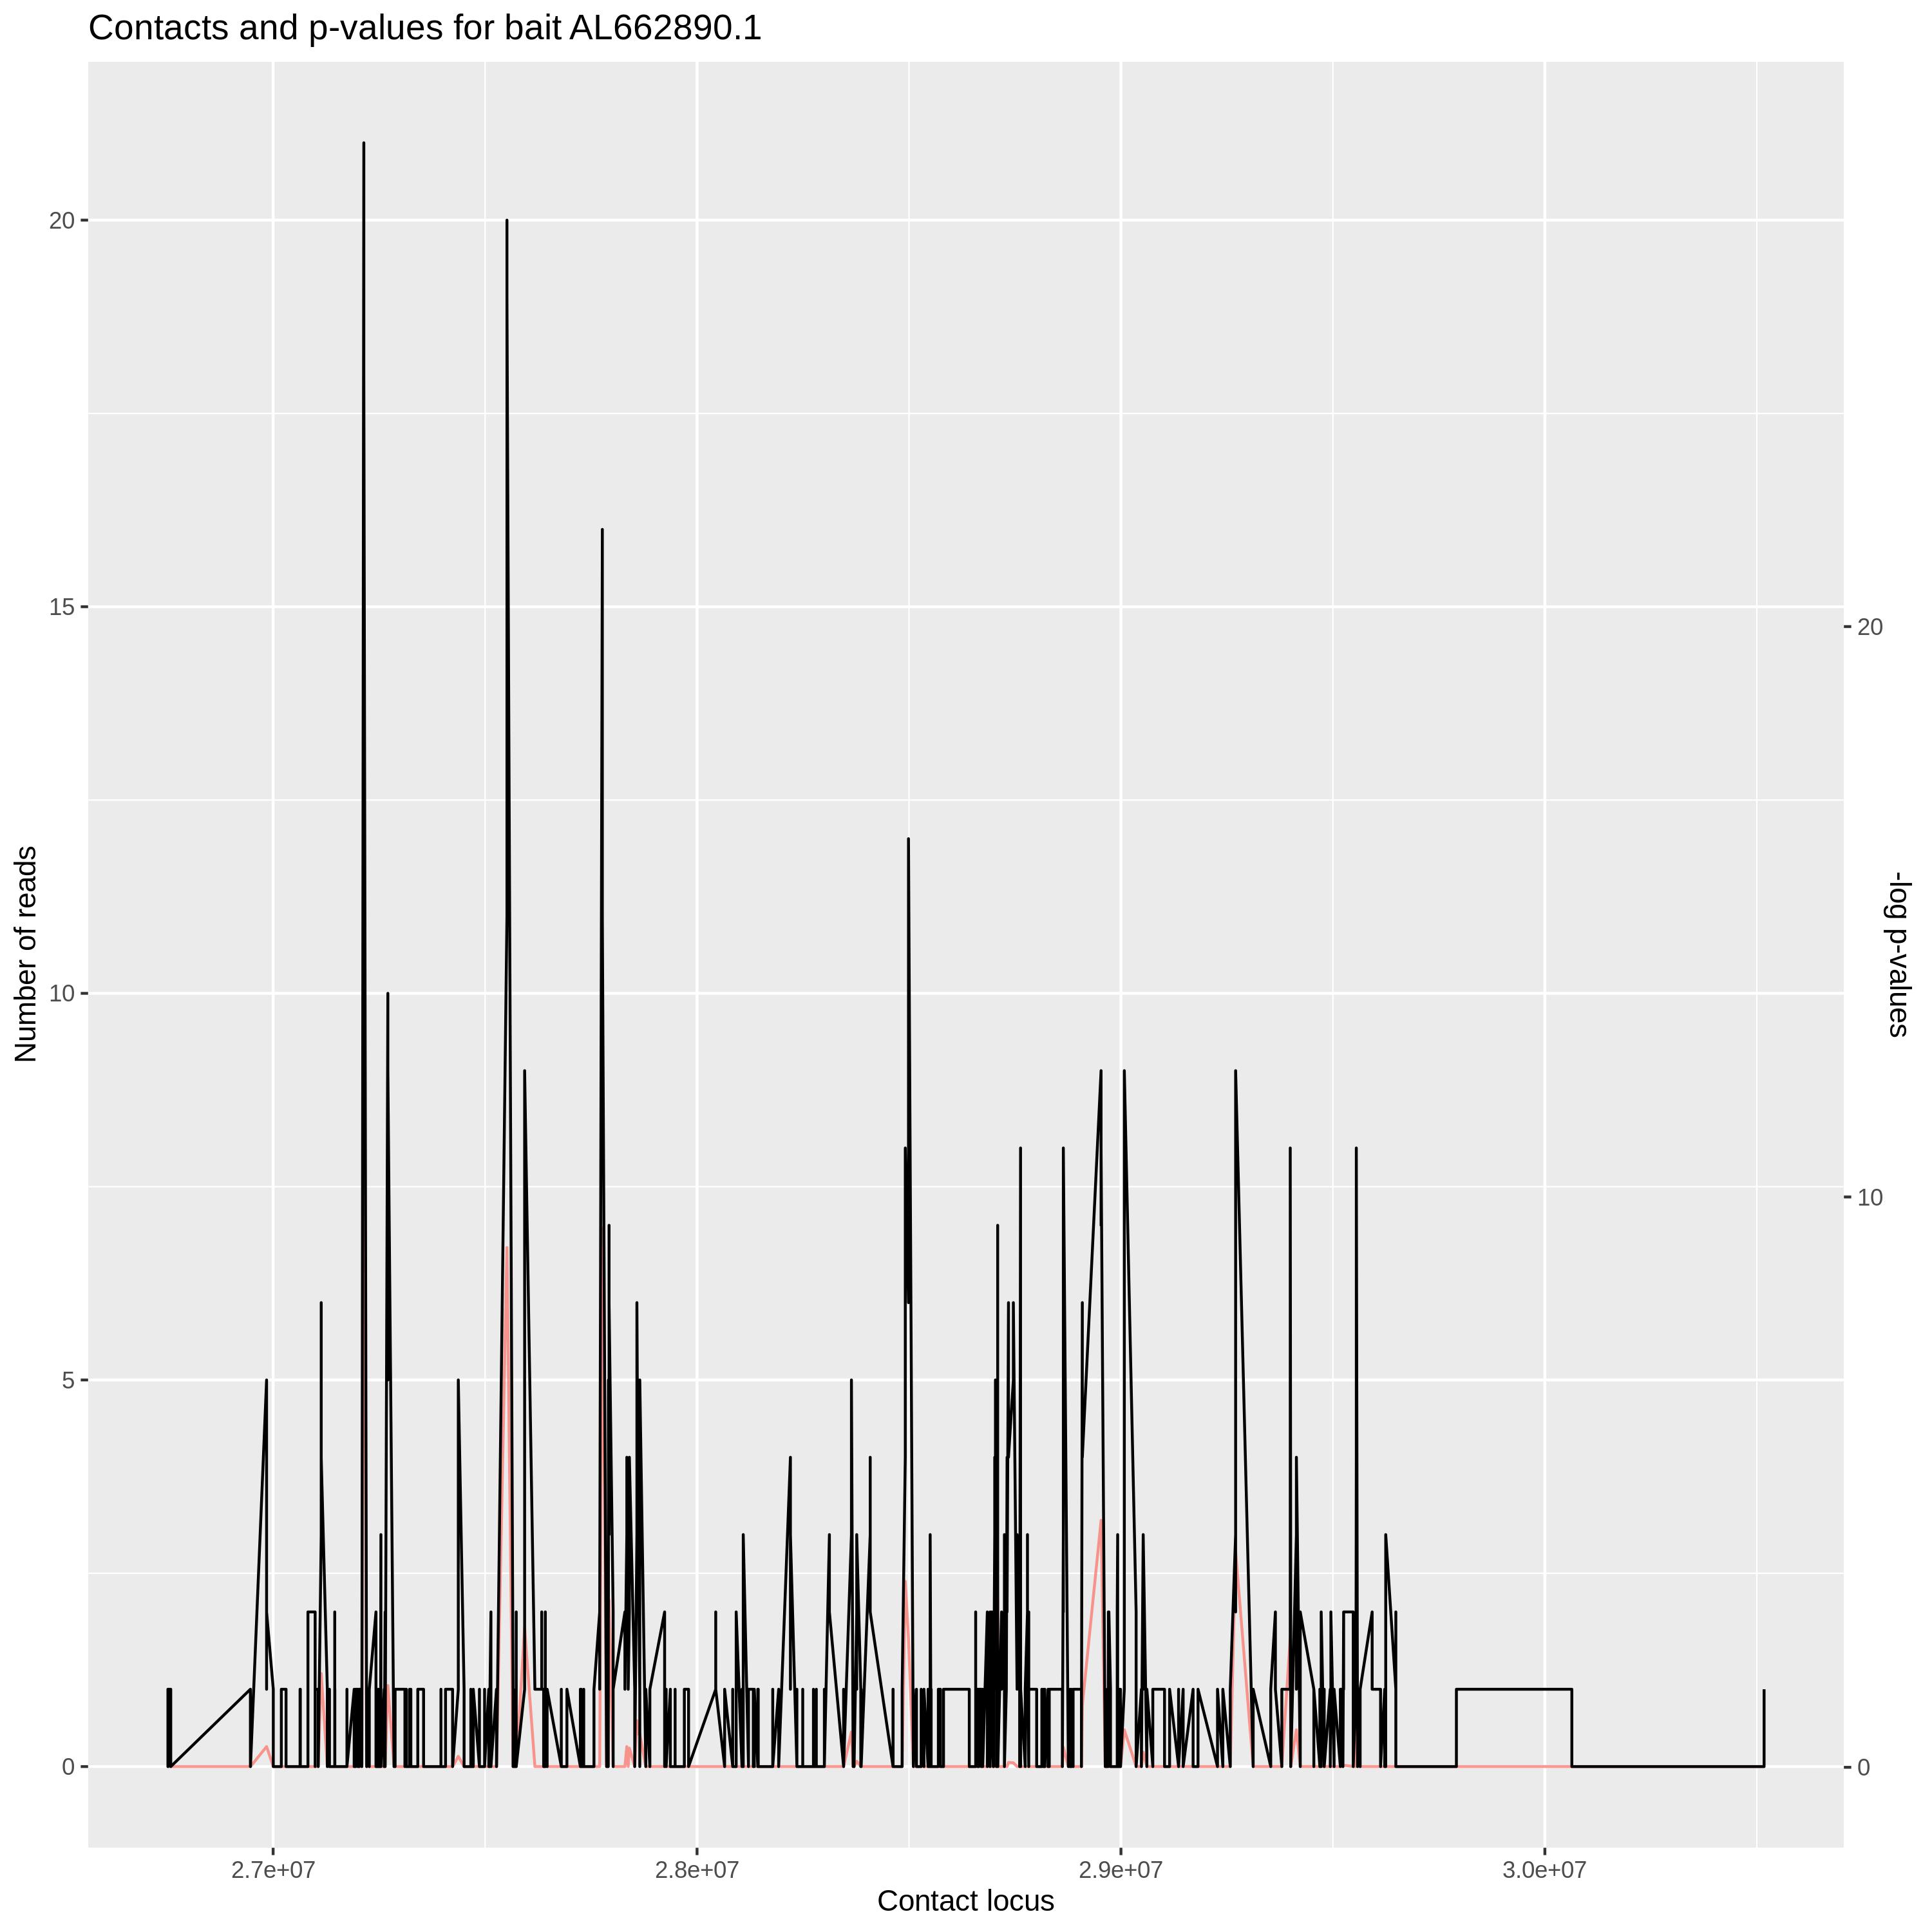 Contacts and p-values for bait AL662890.1
Number of reads
20
15
10
5
0
20
10
0
-log p-values
2.7e+07 2.8e+07 2.9e+07 3.0e+07
Contact locus